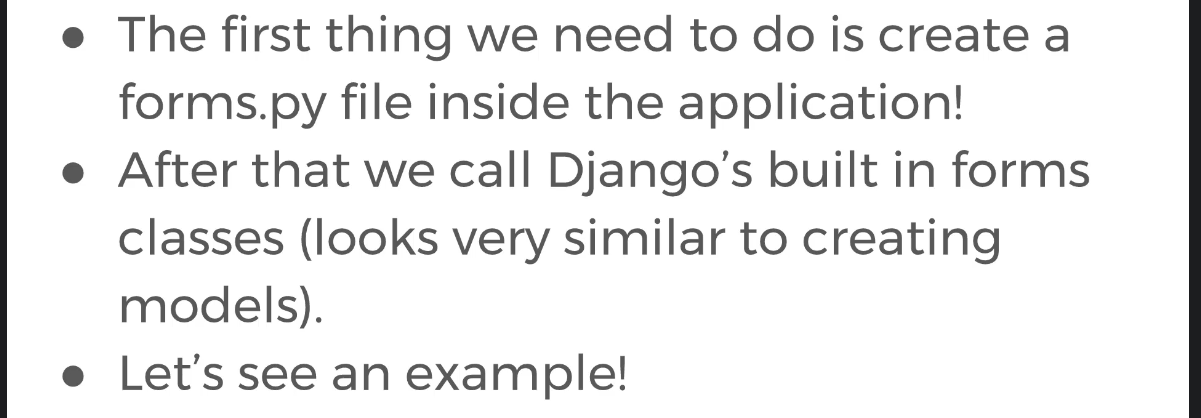 ● The first thing we need to do is create a
forms.py file inside the application!
● After that we call Django’s built in forms
classes (looks very similar to creating
models).
● Let’s see an example!